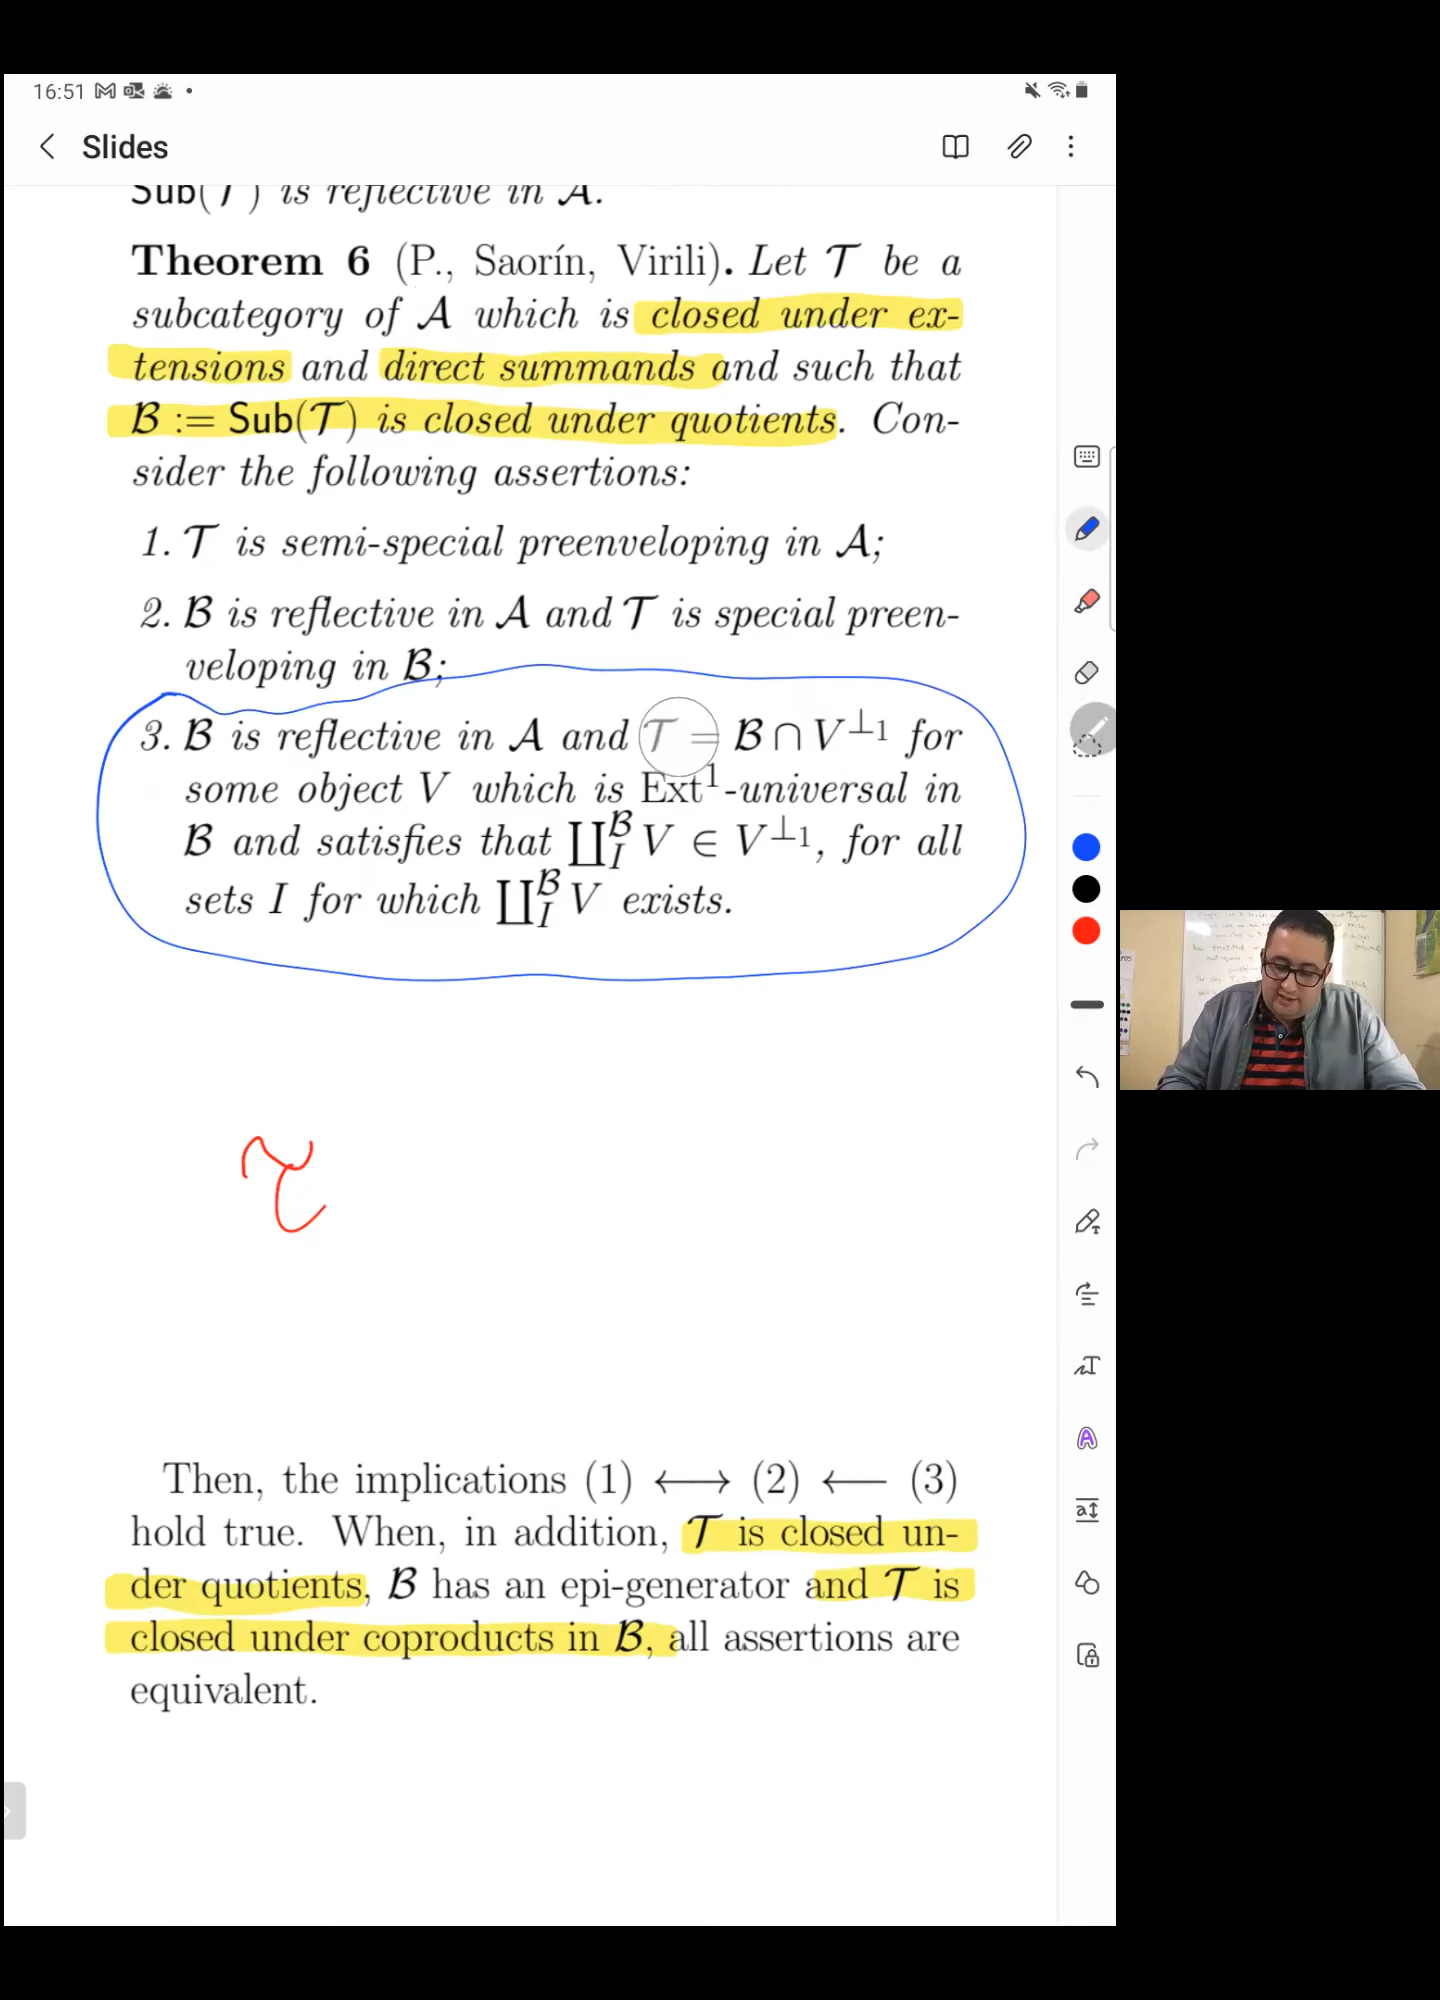 16:51
Slides
Sub(𝒯) is reflective in 𝒜.
Theorem 6 (P., Saorín, Virili). Let 𝒯 be a
subcategory of 𝒜 which is closed under ex-
tensions and direct summands and such that
ℬ := Sub(𝒯) is closed under quotients. Con-
sider the following assertions:
1. 𝒯 is semi-special preenveloping in 𝒜;
2. ℬ is reflective in 𝒜 and 𝒯 is special preen-
veloping in ℬ;
3. ℬ is reflective in 𝒜 and 𝒯 = ℬ ∩ V^{⊥₁} for
some object V which is Ext¹-universal in
ℬ and satisfies that ∐_I^ℬ V ∈ V^{⊥₁}, for all
sets I for which ∐_I^ℬ V exists.
Then, the implications (1) ⟷ (2) ⟵ (3)
hold true. When, in addition, 𝒯 is closed un-
der quotients, ℬ has an epi-generator and 𝒯 is
closed under coproducts in ℬ, all assertions are
equivalent.